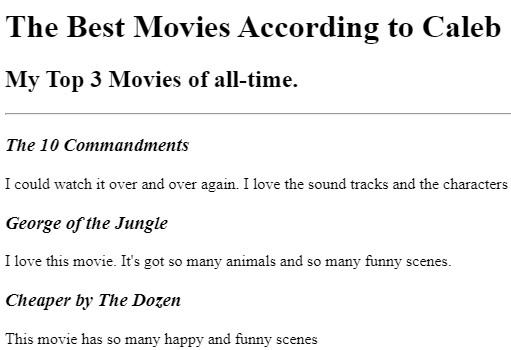 The Best Movies According to Caleb
My Top 3 Movies of all-time.
The 10 Commandments
I could watch it over and over again. I love the sound tracks and the characters
George of the Jungle
I love this movie. It's got so many animals and so many funny scenes.
Cheaper by The Dozen
This movie has so many happy and funny scenes